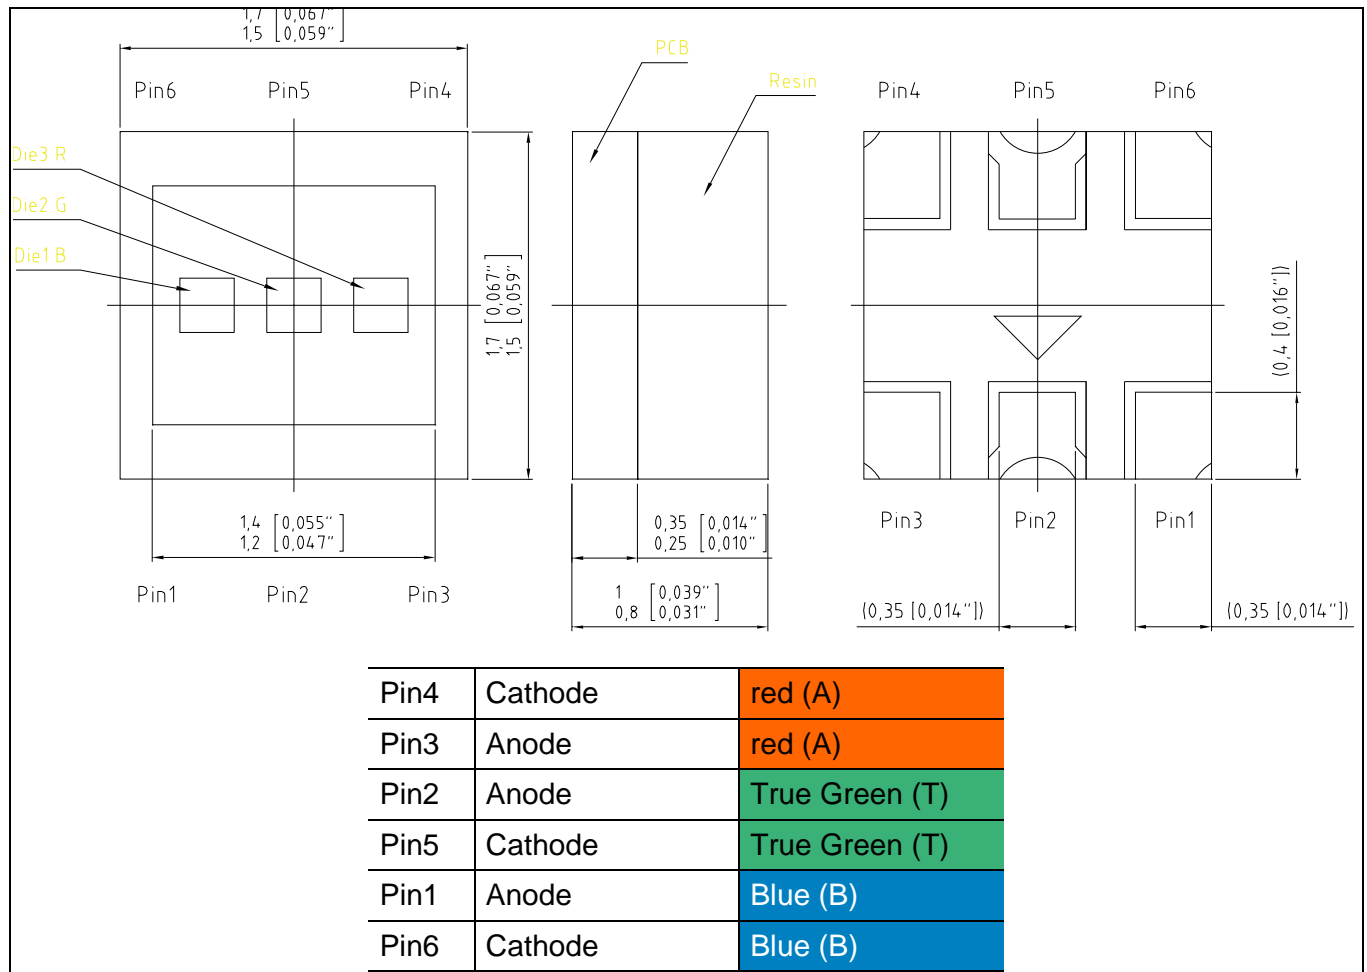 1,7 [0,067"]
1,5 [0,059"]
Pin6 Pin5 Pin4
PCB
Resin
Pin4 Pin5 Pin6
Die3 R
Die2 G
Die1 B
1,7 [0,067"]
1,5 [0,059"]
(0,4 [0,016"])
1,4 [0,055"]
1,2 [0,047"]
0,35 [0,014"]
0,25 [0,010"]
Pin3 Pin2 Pin1
Pin1 Pin2 Pin3
1 [0,039"]
0,8 [0,031"]
(0,35 [0,014"])
(0,35 [0,014"])
Pin4 Cathode red (A)
Pin3 Anode red (A)
Pin2 Anode True Green (T)
Pin5 Cathode True Green (T)
Pin1 Anode Blue (B)
Pin6 Cathode Blue (B)